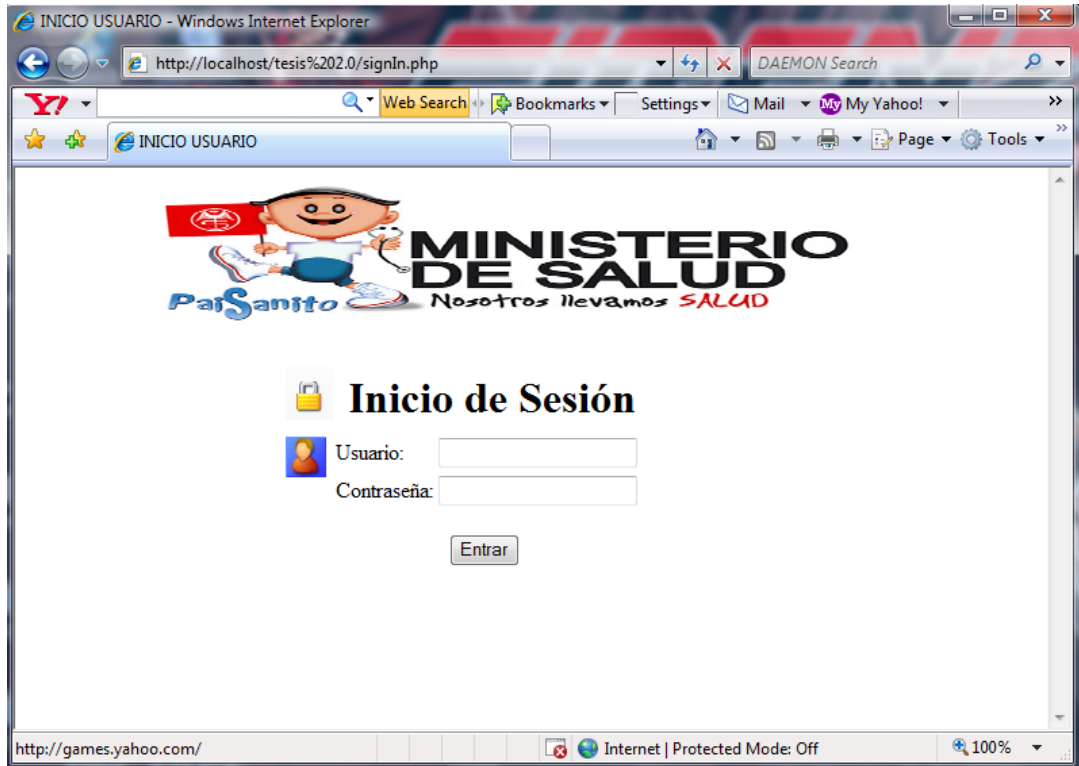 INICIO USUARIO - Windows Internet Explorer
http://localhost/tesis%202.0/signIn.php DAEMON Search
Y! Web Search Bookmarks Settings Mail My My Yahoo! >>
INICIO USUARIO Page Tools >>
MINISTERIO
DE SALUD
PaiSanito Nosotros llevamos SALUD
Inicio de Sesión
Usuario:
Contraseña:
Entrar
http://games.yahoo.com/ Internet | Protected Mode: Off 100%